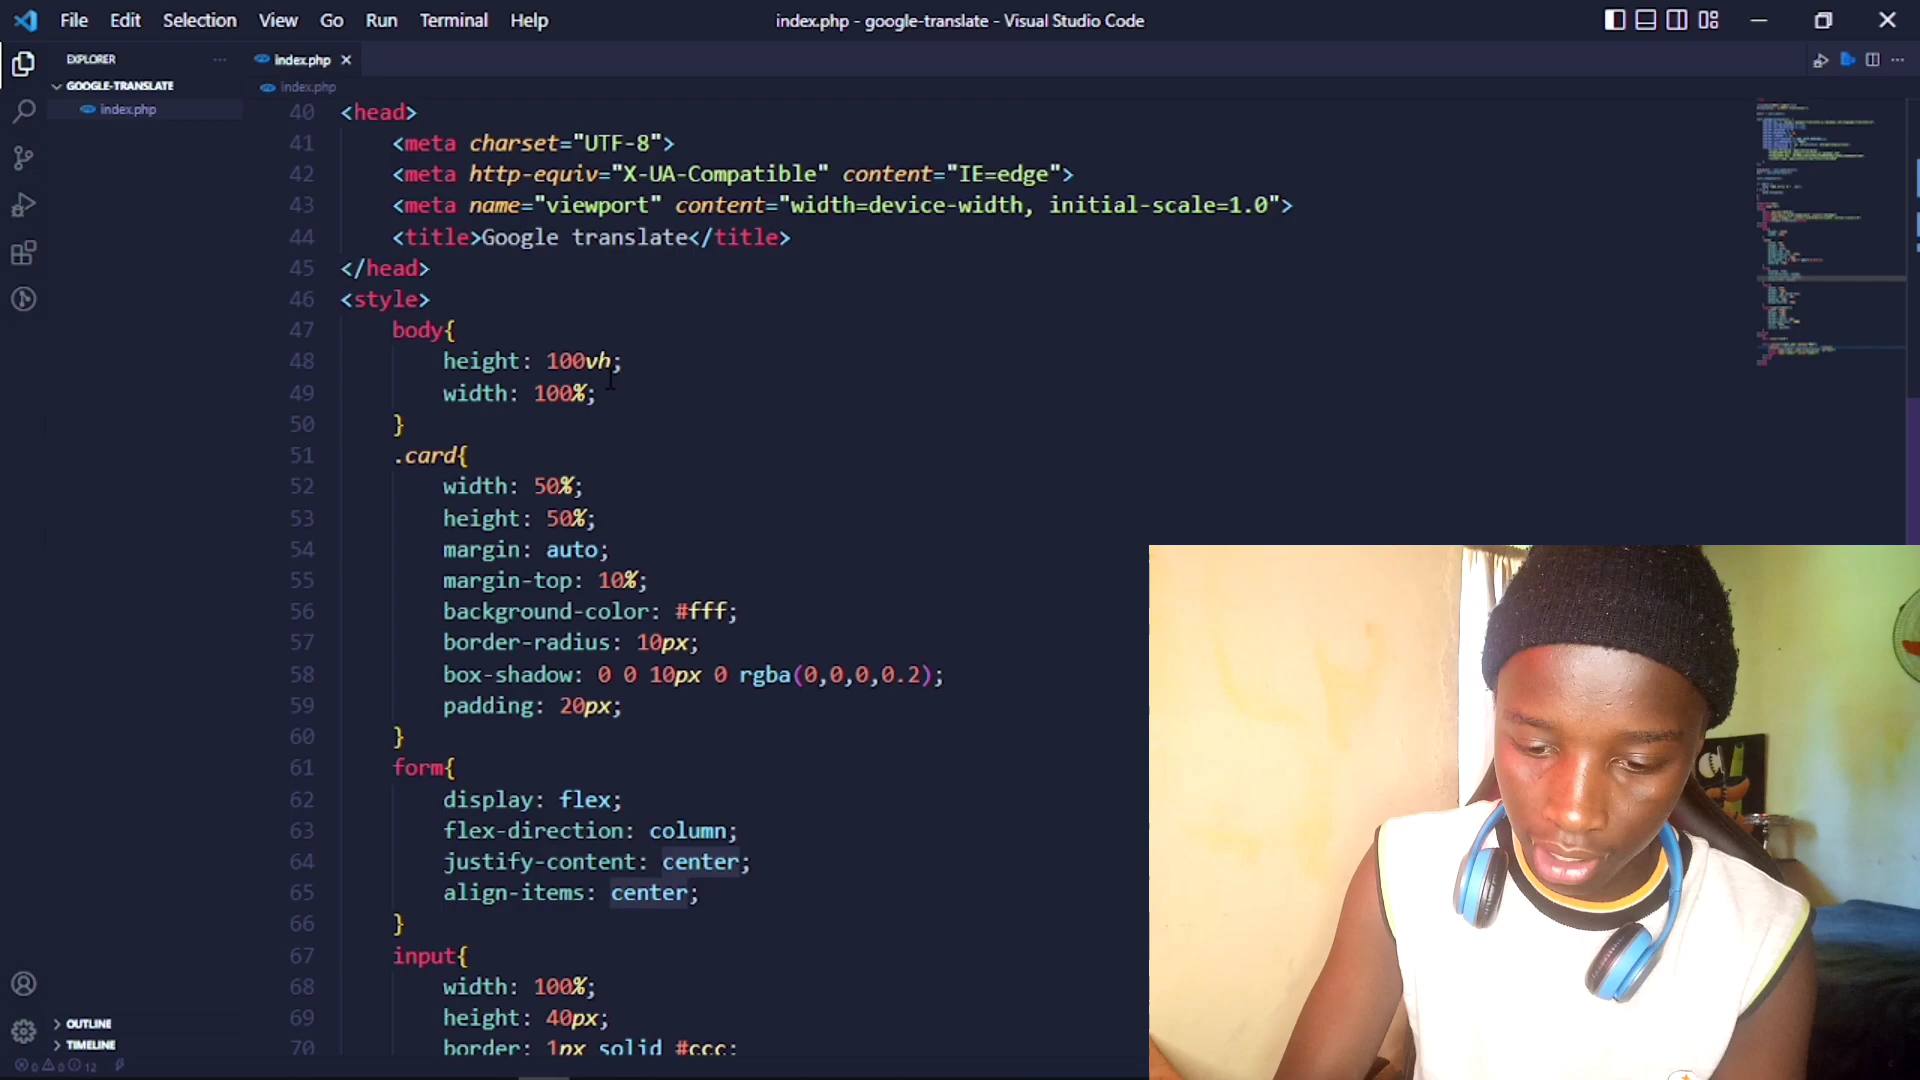 File Edit Selection View Go Run Terminal Help
index.php - google-translate - Visual Studio Code
EXPLORER
index.php
GOOGLE-TRANSLATE
index.php
index.php
40 <head>
41 <meta charset="UTF-8">
42 <meta http-equiv="X-UA-Compatible" content="IE=edge">
43 <meta name="viewport" content="width=device-width, initial-scale=1.0">
44 <title>Google translate</title>
45 </head>
46 <style>
47 body{
48 height: 100vh;
49 width: 100%;
50 }
51 .card{
52 width: 50%;
53 height: 50%;
54 margin: auto;
55 margin-top: 10%;
56 background-color: #fff;
57 border-radius: 10px;
58 box-shadow: 0 0 10px 0 rgba(0,0,0,0.2);
59 padding: 20px;
60 }
61 form{
62 display: flex;
63 flex-direction: column;
64 justify-content: center;
65 align-items: center;
66 }
67 input{
68 width: 100%;
69 height: 40px;
70 border: 1px solid #ccc;
OUTLINE
TIMELINE
0 0 12